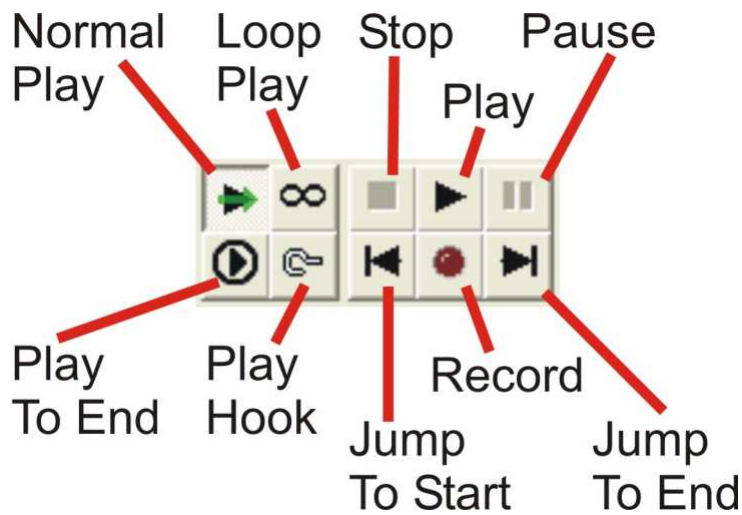 Normal
Play
Loop
Play
Stop
Play
Pause
Play
To End
Play
Hook
Jump
To Start
Record
Jump
To End